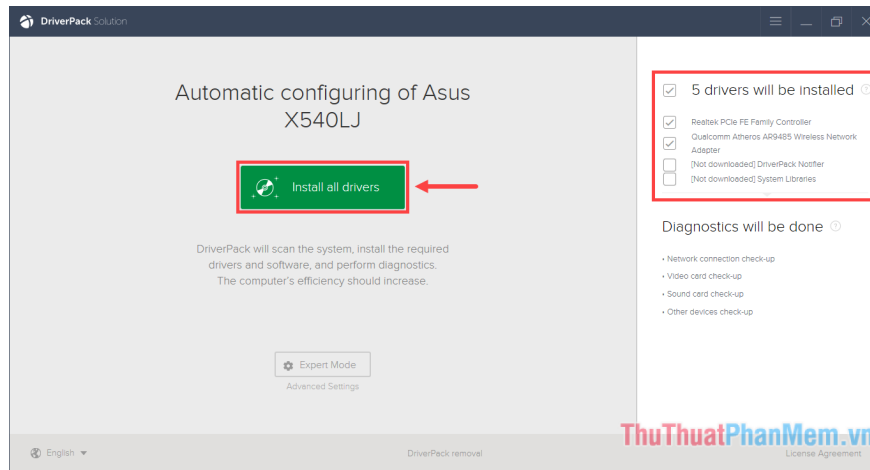 DriverPack Solution
Automatic configuring of Asus
X540LJ
Install all drivers
DriverPack will scan the system, install the required
drivers and software, and perform diagnostics.
The computer's efficiency should increase.
Expert Mode
Advanced Settings
5 drivers will be installed
Realtek PCIe FE Family Controller
Qualcomm Atheros AR9485 Wireless Network
Adapter
[Not downloaded] DriverPack Notifier
[Not downloaded] System Libraries
Diagnostics will be done
• Network connection check-up
• Video card check-up
• Sound card check-up
• Other devices check-up
ThuThuatPhanMem.vn
English
DriverPack removal
License Agreement